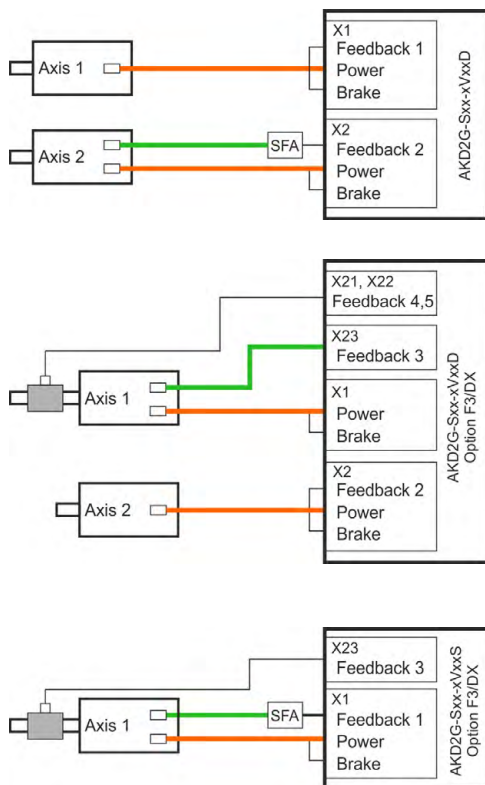 X1
Axis 1
Feedback 1
Power
Brake
X2
Axis 2
SFA
Feedback 2
Power
Brake
AKD2G-Sxx-xVxxD
X21, X22
Feedback 4,5
X23
Feedback 3
Axis 1
X1
Power
Brake
X2
Axis 2
Feedback 2
Power
Brake
AKD2G-Sxx-xVxxD
Option F3/DX
X23
Feedback 3
Axis 1
SFA
X1
Feedback 1
Power
Brake
AKD2G-Sxx-xVxxS
Option F3/DX